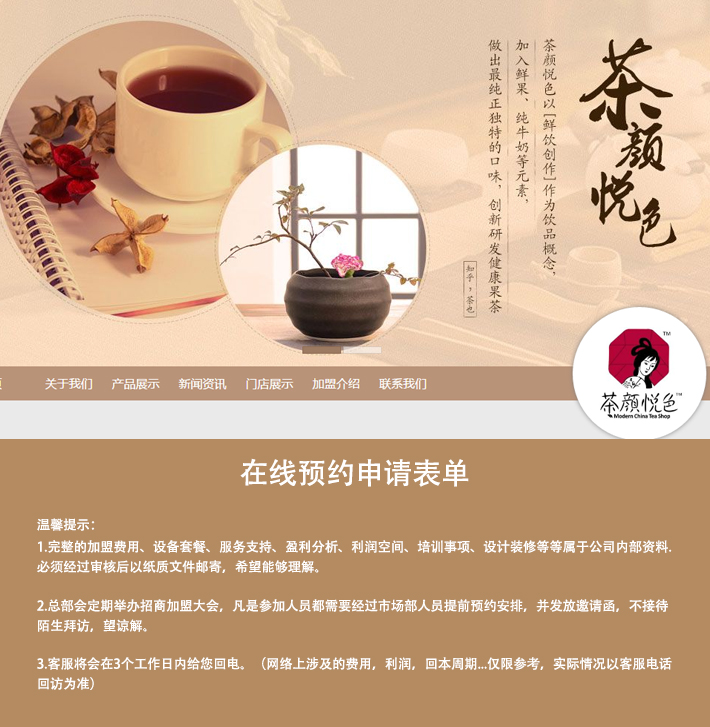 茶颜悦色
茶颜悦色以[鲜饮创作]作为饮品概念,
加入鲜果、纯牛奶等元素,
做出最纯正独特的口味,创新研发健康果茶
知乎,茶也
关于我们 产品展示 新闻资讯 门店展示 加盟介绍 联系我们
TM
茶颜悦色TM
Modern China Tea Shop
在线预约申请表单
温馨提示:
1.完整的加盟费用、设备套餐、服务支持、盈利分析、利润空间、培训事项、设计装修等等属于公司内部资料.
必须经过审核后以纸质文件邮寄,希望能够理解。
2.总部会定期举办招商加盟大会,凡是参加人员都需要经过市场部人员提前预约安排,并发放邀请函,不接待
陌生拜访,望谅解。
3.客服将会在3个工作日内给您回电。(网络上涉及的费用,利润,回本周期...仅限参考,实际情况以客服电话
回访为准)